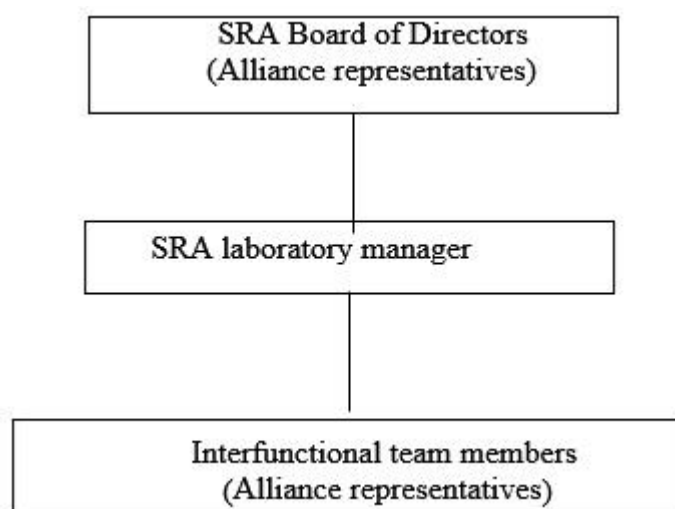 SRA Board of Directors
(Alliance representatives)
SRA laboratory manager
Interfunctional team members
(Alliance representatives)